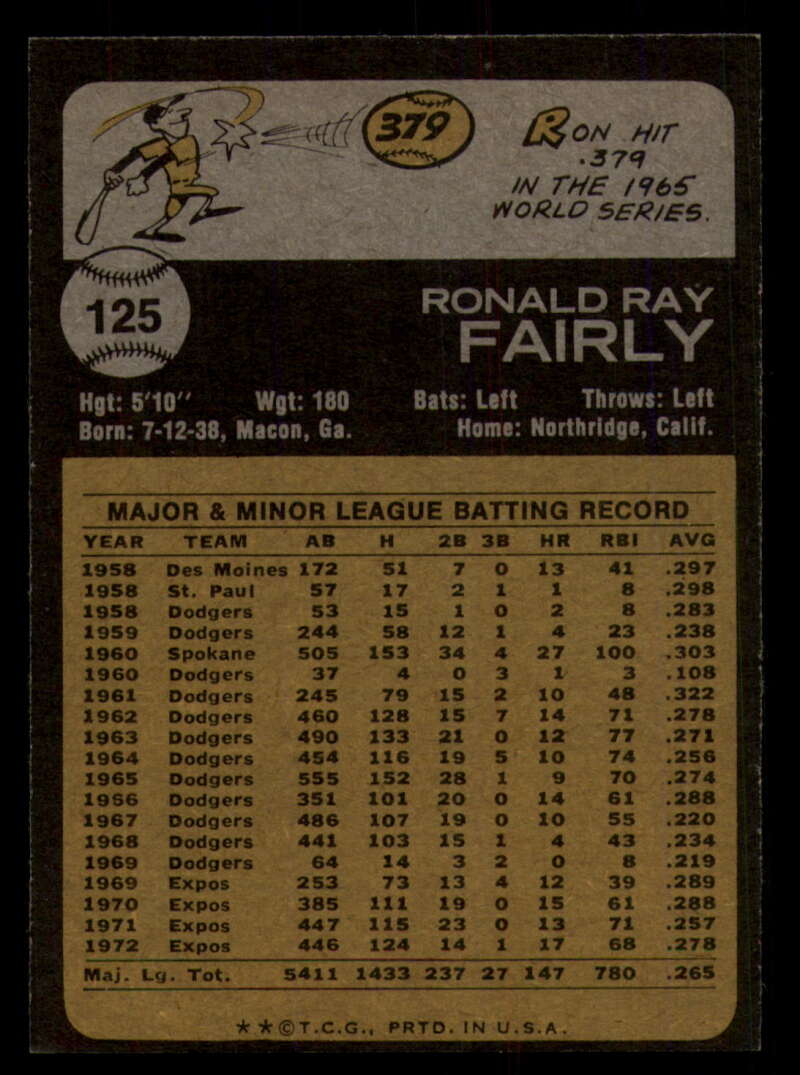 379
RON HIT
.379
IN THE 1965
WORLD SERIES.
125
RONALD RAY
FAIRLY
Hgt: 5'10" Wgt: 180 Bats: Left Throws: Left
Born: 7-12-38, Macon, Ga. Home: Northridge, Calif.
MAJOR & MINOR LEAGUE BATTING RECORD
YEAR TEAM AB H 2B 3B HR RBI AVG
1958 Des Moines 172 51 7 0 13 41 .297
1958 St. Paul 57 17 2 1 1 8 .298
1958 Dodgers 53 15 1 0 2 8 .283
1959 Dodgers 244 58 12 1 4 23 .238
1960 Spokane 505 153 34 4 27 100 .303
1960 Dodgers 37 4 0 3 1 3 .108
1961 Dodgers 245 79 15 2 10 48 .322
1962 Dodgers 460 128 15 7 14 71 .278
1963 Dodgers 490 133 21 0 12 77 .271
1964 Dodgers 454 116 19 5 10 74 .256
1965 Dodgers 555 152 28 1 9 70 .274
1966 Dodgers 351 101 20 0 14 61 .288
1967 Dodgers 486 107 19 0 10 55 .220
1968 Dodgers 441 103 15 1 4 43 .234
1969 Dodgers 64 14 3 2 0 8 .219
1969 Expos 253 73 13 4 12 39 .289
1970 Expos 385 111 19 0 15 61 .288
1971 Expos 447 115 23 0 13 71 .257
1972 Expos 446 124 14 1 17 68 .278
Maj. Lg. Tot. 5411 1433 237 27 147 780 .265
★★©T.C.G., PRTD. IN U.S.A.